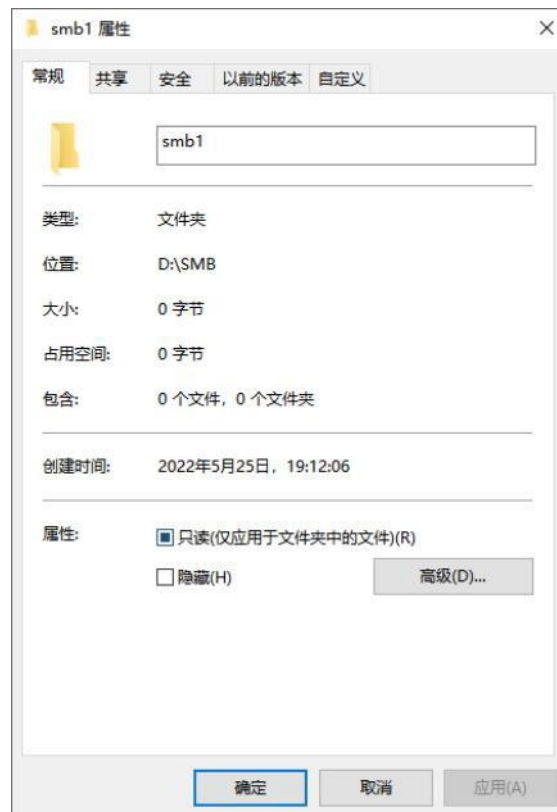 smb1 属性
常规 共享 安全 以前的版本 自定义
smb1
类型: 文件夹
位置: D:\SMB
大小: 0 字节
占用空间: 0 字节
包含: 0 个文件，0 个文件夹
创建时间: 2022年5月25日，19:12:06
属性: 只读(仅应用于文件夹中的文件)(R)
隐藏(H) 高级(D)...
确定 取消 应用(A)